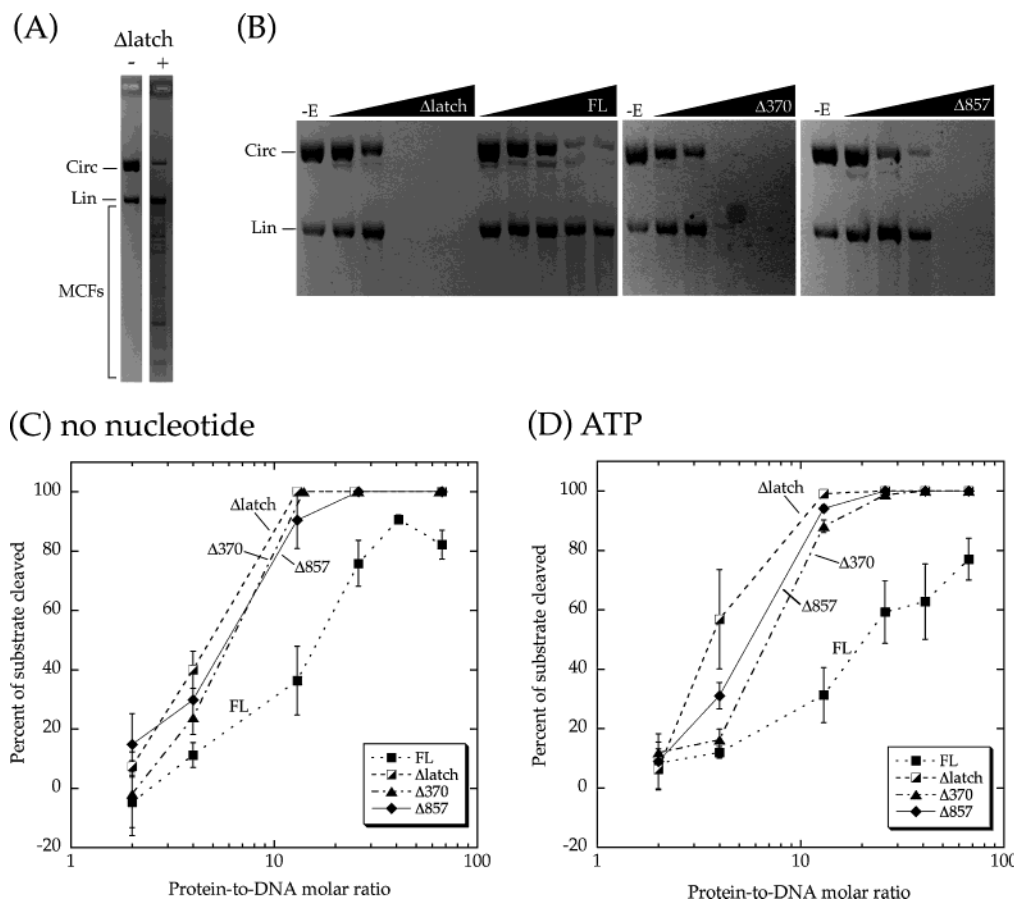 (A)
Δlatch
- +
Circ
Lin
MCFs
(B)
-E Δlatch FL -E Δ370 -E Δ857
Circ
Lin
(C) no nucleotide
Percent of substrate cleaved
100
80
60
40
20
0
-20
Δlatch
Δ370
Δ857
FL
FL
Δlatch
Δ370
Δ857
1 10 100
Protein-to-DNA molar ratio
(D) ATP
Percent of substrate cleaved
100
80
60
40
20
0
-20
Δlatch
Δ370
Δ857
FL
FL
Δlatch
Δ370
Δ857
1 10 100
Protein-to-DNA molar ratio